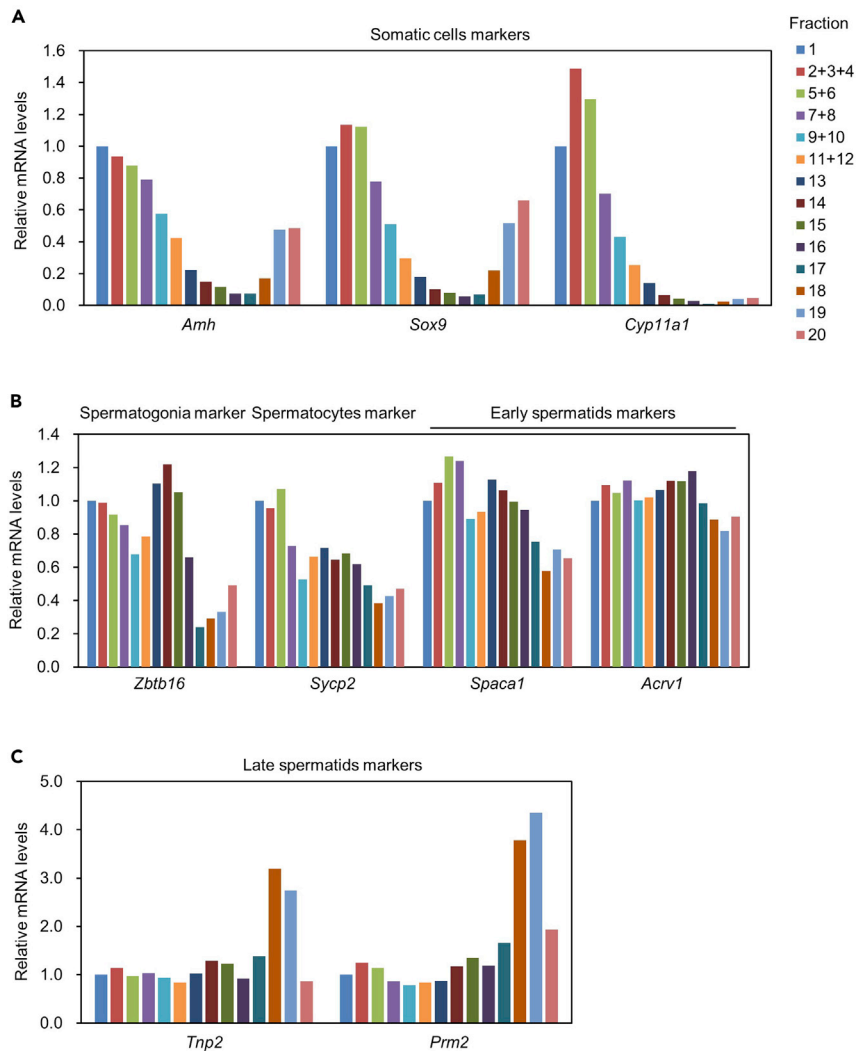 A
Somatic cells markers
Fraction
1
2+3+4
5+6
7+8
9+10
11+12
13
14
15
16
17
18
19
20
Relative mRNA levels
1.6
1.4
1.2
1.0
0.8
0.6
0.4
0.2
0.0
Amh Sox9 Cyp11a1
B
Spermatogonia marker Spermatocytes marker Early spermatids markers
Relative mRNA levels
1.4
1.2
1.0
0.8
0.6
0.4
0.2
0.0
Zbtb16 Sycp2 Spaca1 Acrv1
C
Late spermatids markers
Relative mRNA levels
5.0
4.0
3.0
2.0
1.0
0.0
Tnp2 Prm2